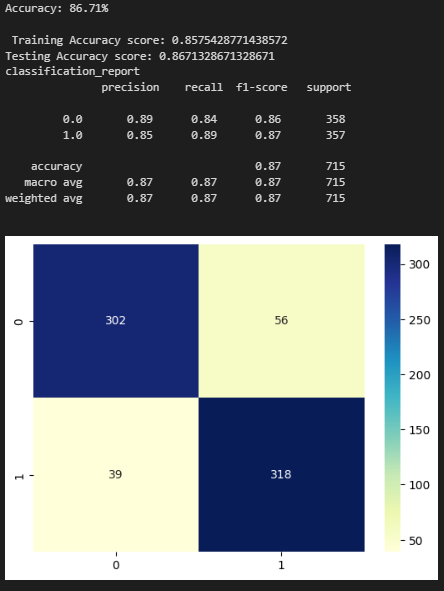 Accuracy: 86.71%
Training Accuracy score: 0.8575428771438572
Testing Accuracy score: 0.8671328671328671
classification_report
precision recall f1-score support
0.0 0.89 0.84 0.86 358
1.0 0.85 0.89 0.87 357
accuracy 0.87 715
macro avg 0.87 0.87 0.87 715
weighted avg 0.87 0.87 0.87 715
300
0 302 56
250
200
150
1 39 318
100
50
0 1